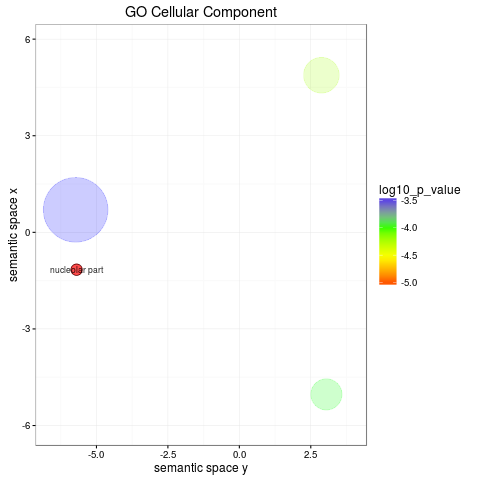 GO Cellular Component
6
3
0
-3
-6
semantic space x
nucleolar part
-5.0
-2.5
0.0
2.5
semantic space y
log10_p_value
-3.5
-4.0
-4.5
-5.0